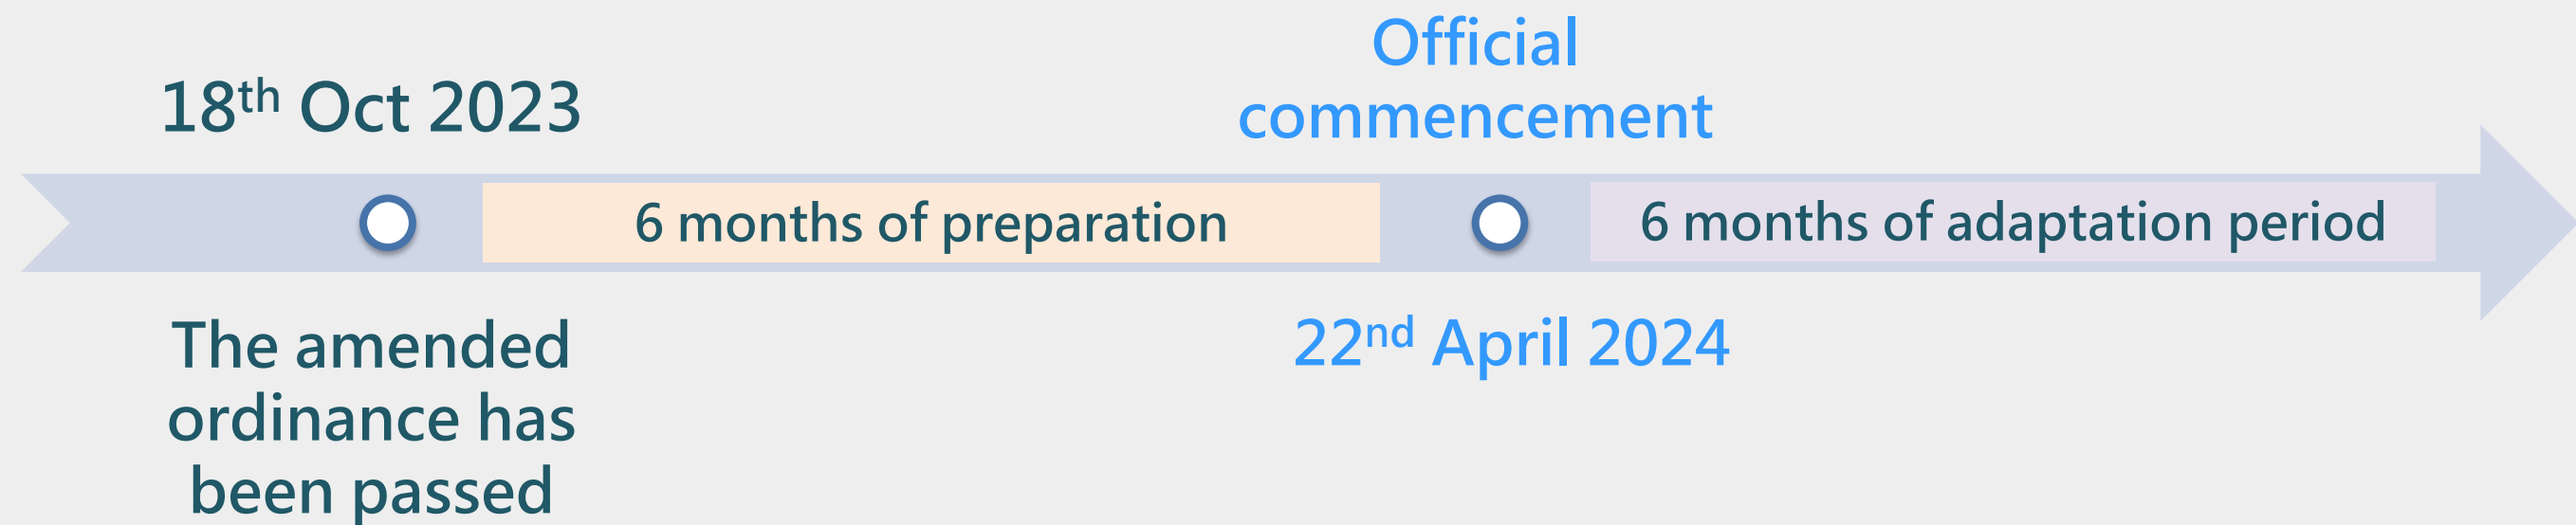 18th Oct 2023
Official
commencement
6 months of preparation
6 months of adaptation period
The amended
ordinance has
been passed
22nd April 2024